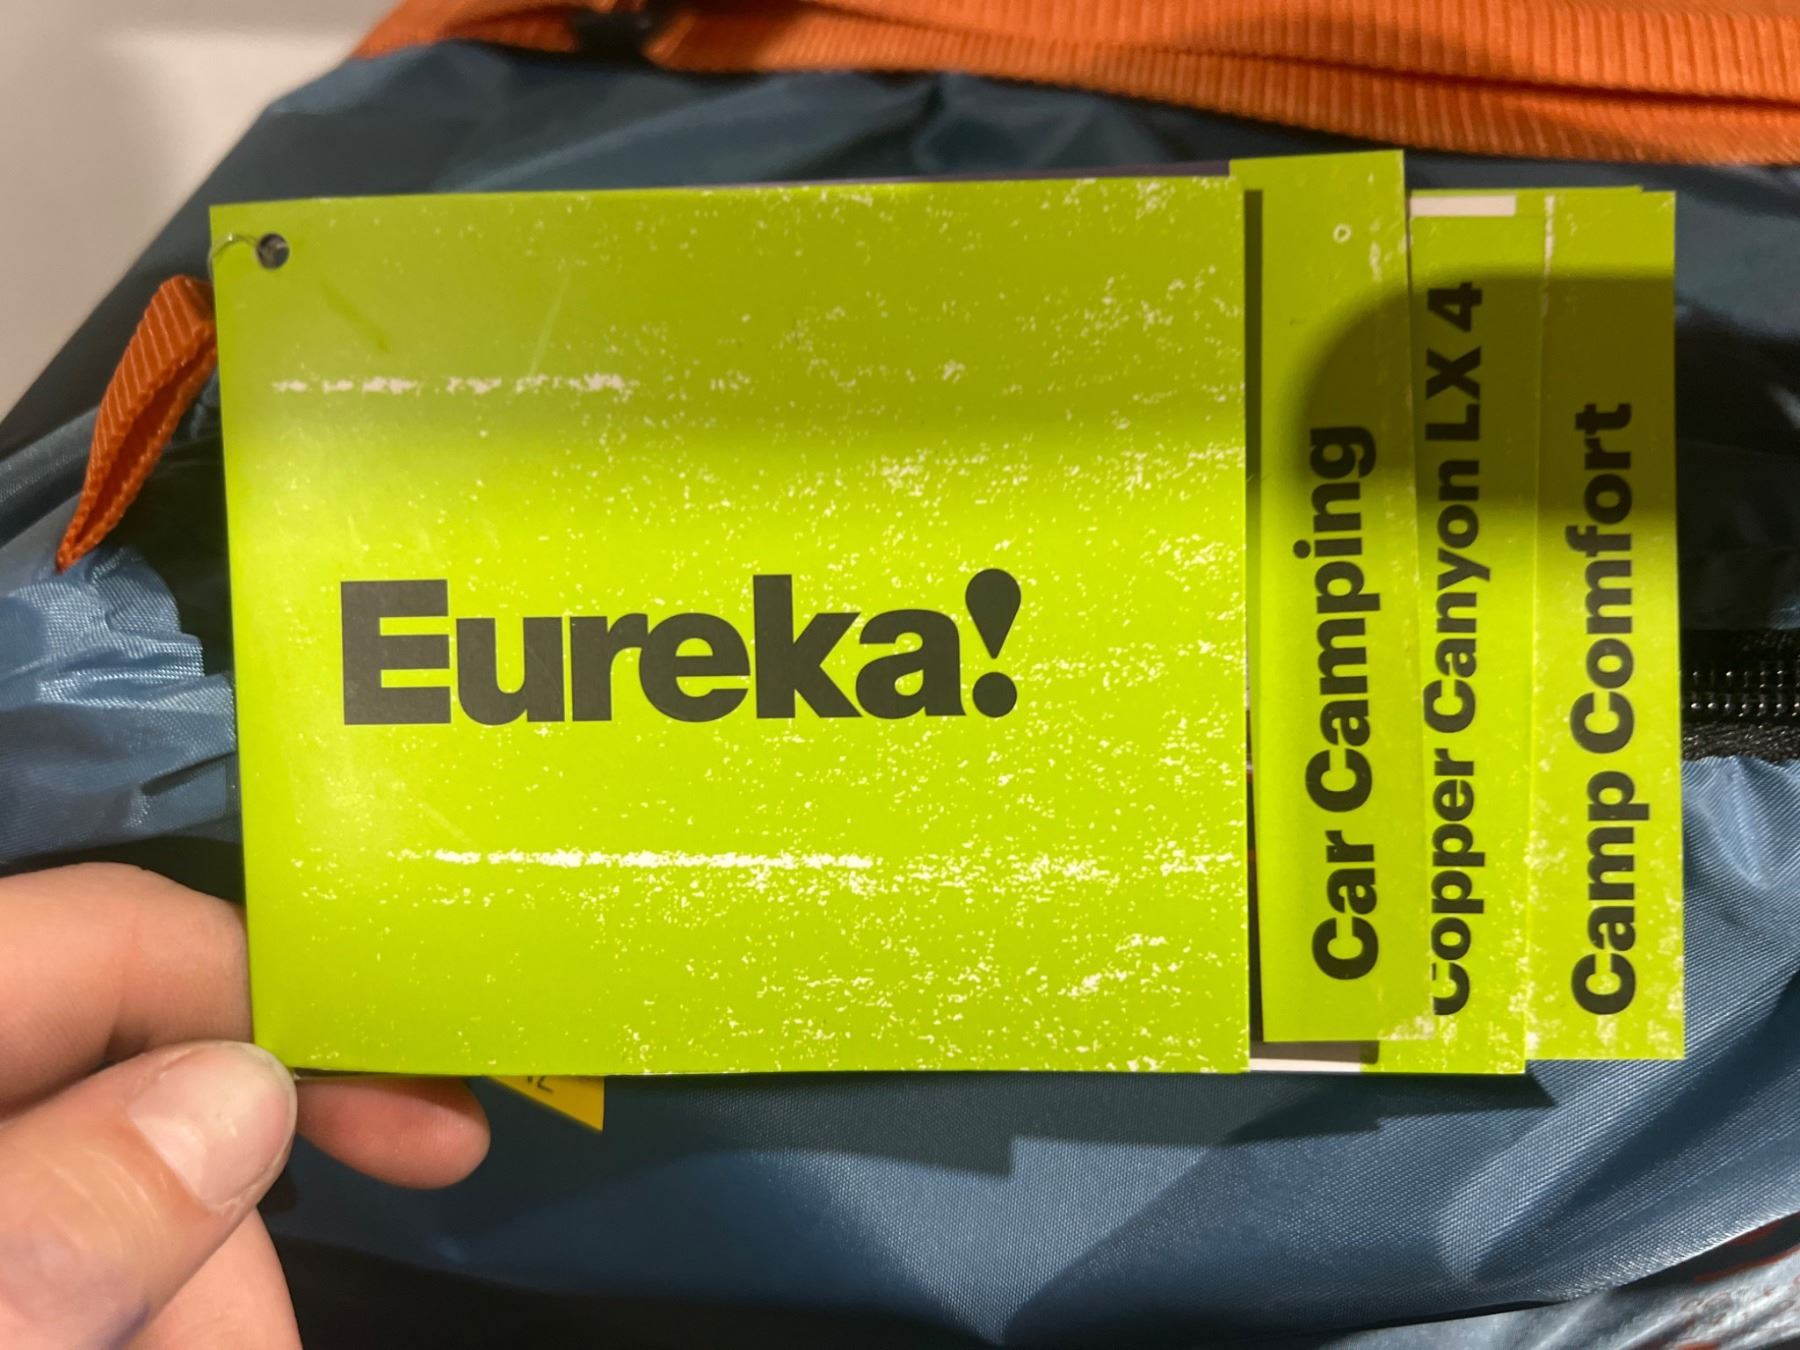 Eureka!
Car Camping
Copper Canyon LX 4
Camp Comfort